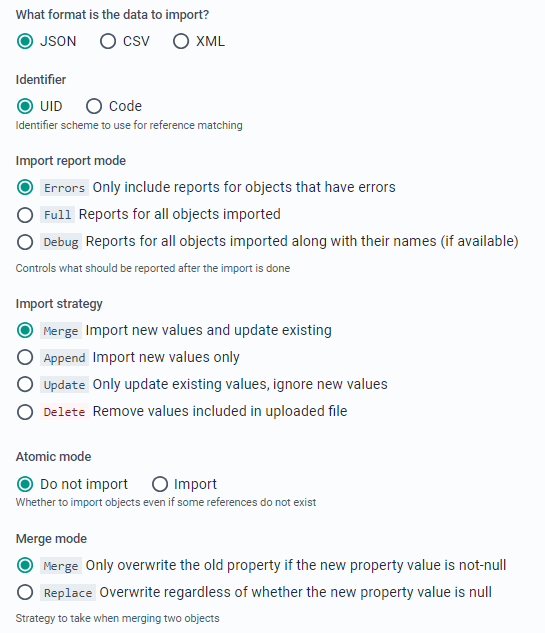 What format is the data to import?
JSON CSV XML
Identifier
UID Code
Identifier scheme to use for reference matching
Import report mode
Errors Only include reports for objects that have errors
Full Reports for all objects imported
Debug Reports for all objects imported along with their names (if available)
Controls what should be reported after the import is done
Import strategy
Merge Import new values and update existing
Append Import new values only
Update Only update existing values, ignore new values
Delete Remove values included in uploaded file
Atomic mode
Do not import Import
Whether to import objects even if some references do not exist
Merge mode
Merge Only overwrite the old property if the new property value is not-null
Replace Overwrite regardless of whether the new property value is null
Strategy to take when merging two objects